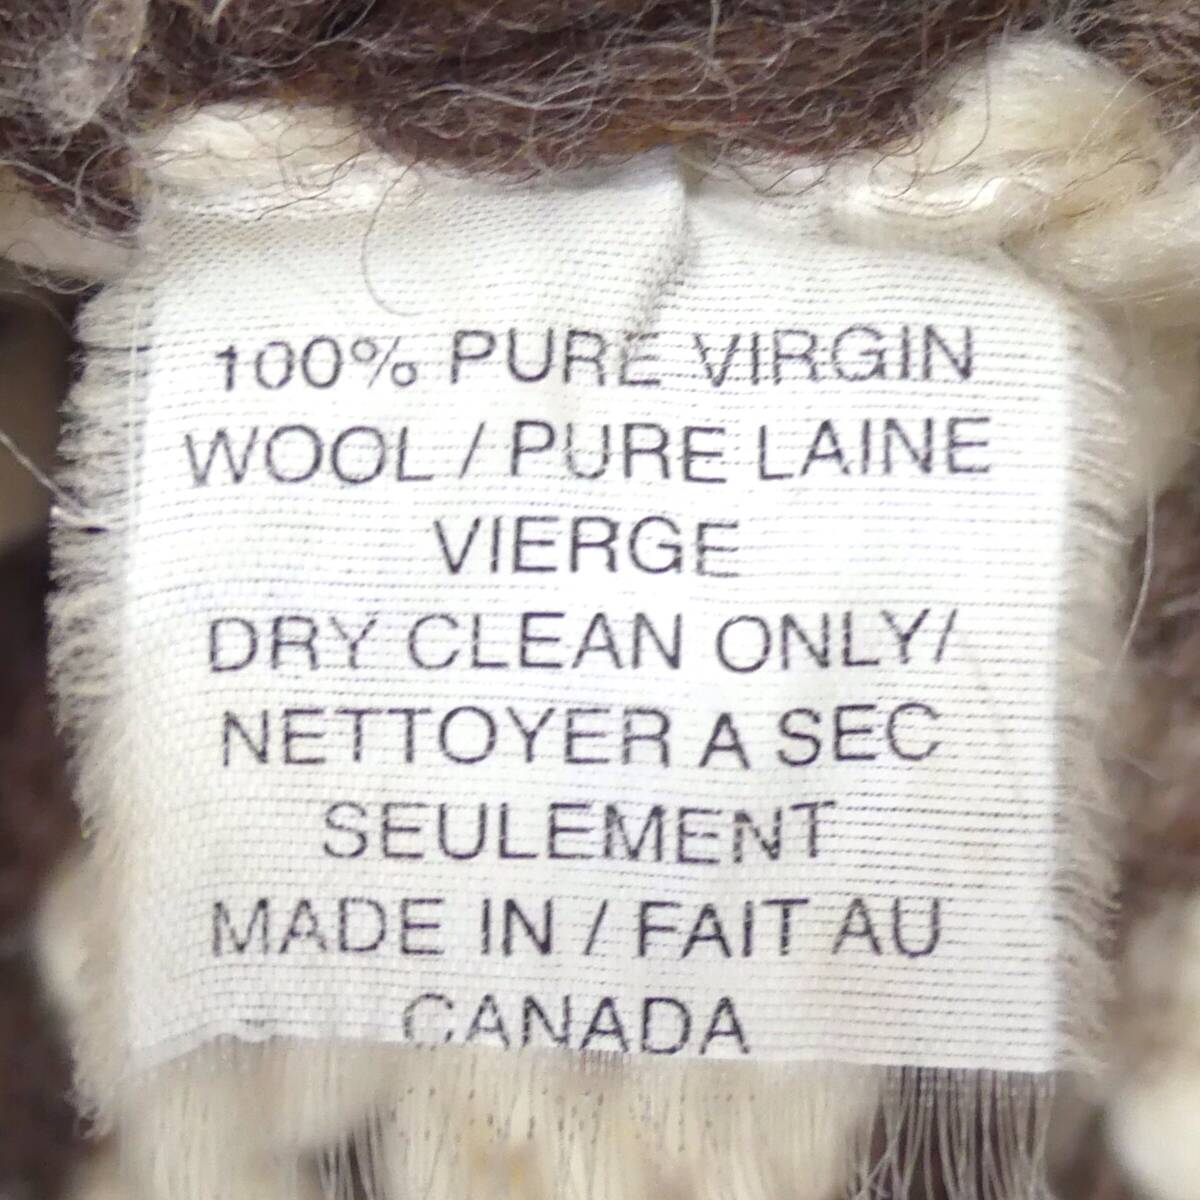 100% PURE VIRGIN
WOOL / PURE LAINE
VIERGE
DRY CLEAN ONLY/
NETTOYER A SEC
SEULEMENT
MADE IN / FAIT AU
CANADA